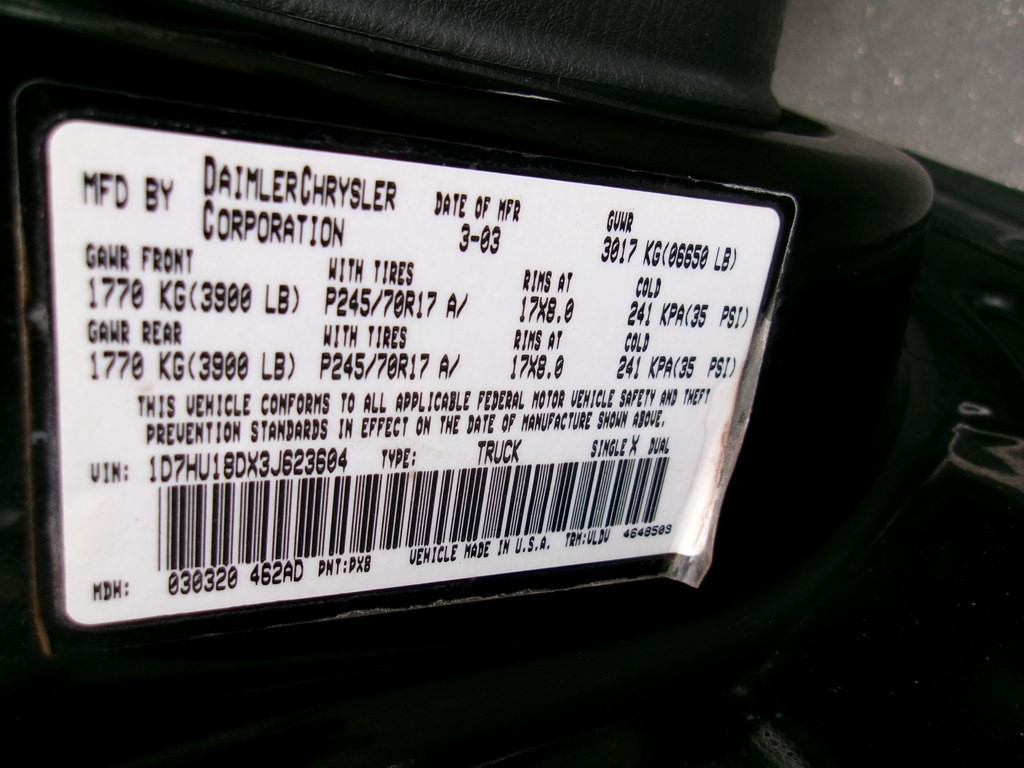 MFD BY DAIMLERCHRYSLER CORPORATION DATE OF MFR 3-03 GVWR 3017 KG(06650 LB)
GAWR FRONT WITH TIRES RIMS AT COLD
1770 KG(3900 LB) P245/70R17 A/ 17X8.0 241 KPA(35 PSI)
GAWR REAR WITH TIRES RIMS AT COLD
1770 KG(3900 LB) P245/70R17 A/ 17X8.0 241 KPA(35 PSI)
THIS VEHICLE CONFORMS TO ALL APPLICABLE FEDERAL MOTOR VEHICLE SAFETY AND THEFT
PREVENTION STANDARDS IN EFFECT ON THE DATE OF MANUFACTURE SHOWN ABOVE.
VIN: 1D7HU18DX3J623604 TYPE: TRUCK SINGLE X DUAL
MDH: 030320 462AD PNT:PX8 VEHICLE MADE IN U.S.A. TRM:VLDV 4648509